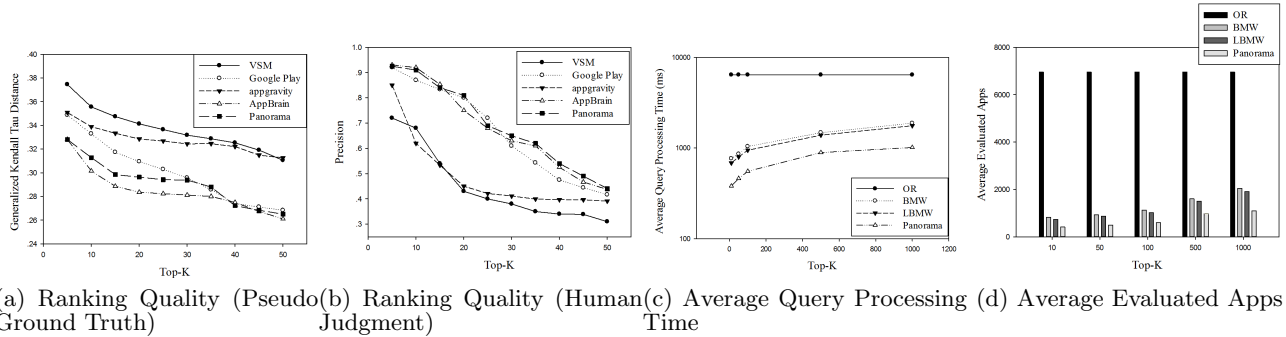 .40
.38
.36
.34
.32
.30
.28
.26
.24
Generalized Kendall Tau Distance
0 10 20 30 40 50
Top-K
VSM
Google Play
appgravity
AppBrain
Panorama
1.0
.9
.8
.7
.6
.5
.4
.3
Precision
0 10 20 30 40 50
Top-K
VSM
Google Play
appgravity
AppBrain
Panorama
10000
1000
100
Average Query Processing Time (ms)
0 200 400 600 800 1000 1200
Top-K
OR
BMW
LBMW
Panorama
8000
6000
4000
2000
0
Average Evaluated Apps
10 50 100 500 1000
Top-K
OR
BMW
LBMW
Panorama
(a) Ranking Quality (Pseudo
Ground Truth)
(b) Ranking Quality (Human
Judgment)
(c) Average Query Processing
Time
(d) Average Evaluated Apps